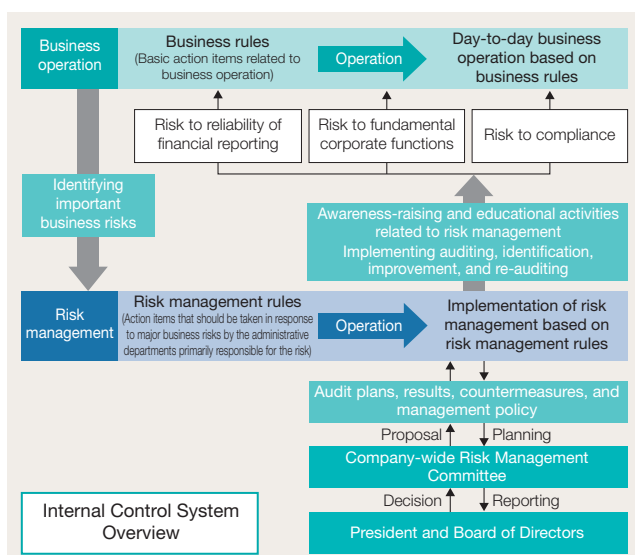 Business
operation
Business rules
(Basic action items related to
business operation)
Operation
Day-to-day business
operation based on
business rules
Risk to reliability of
financial reporting
Risk to fundamental
corporate functions
Risk to compliance
Identifying
important
business risks
Awareness-raising and educational activities
related to risk management
Implementing auditing, identification,
improvement, and re-auditing
Risk
management
Risk management rules
(Action items that should be taken in response
to major business risks by the administrative
departments primarily responsible for the risk)
Operation
Implementation of risk
management based on
risk management rules
Audit plans, results, countermeasures, and
management policy
Proposal
Planning
Company-wide Risk Management
Committee
Decision
Reporting
President and Board of Directors
Internal Control System
Overview